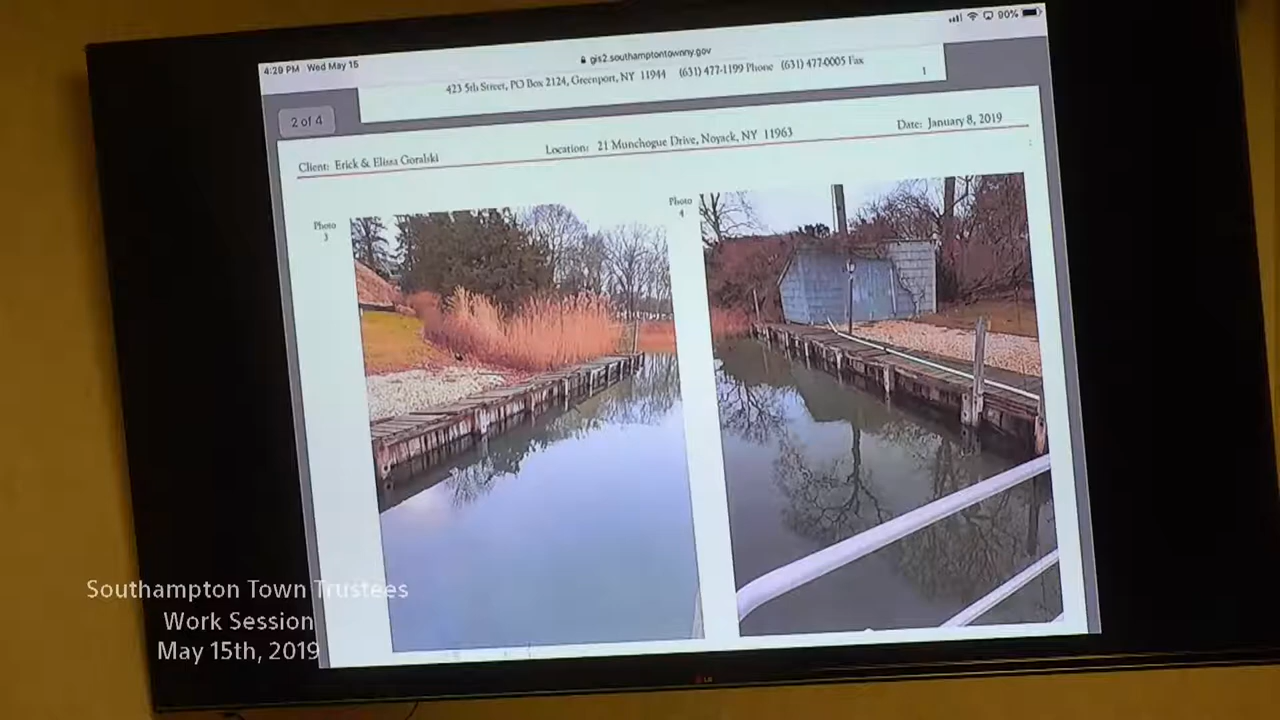 4:29 PM Wed May 15
gis2.southamptontownny.gov
90%
423 5th Street, PO Box 2124, Greenport, NY 11944 (631) 477-1199 Phone (631) 477-0005 Fax
1
2 of 4
Client: Erick & Elissa Goralski Location: 21 Munchogue Drive, Noyack, NY 11963 Date: January 8, 2019
Photo
3
Photo
4
Southampton Town Trustees
Work Session
May 15th, 2019
LG